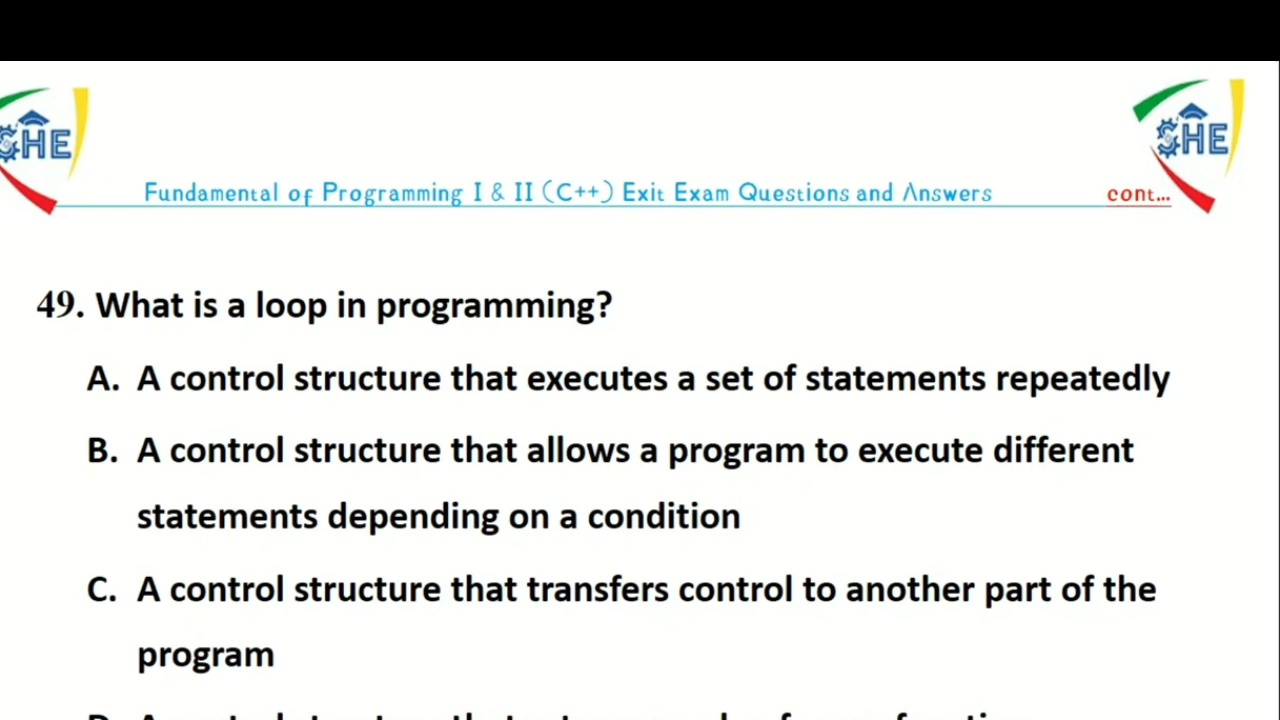 SHE
SHE
Fundamental of Programming I & II (C++) Exit Exam Questions and Answers cont...
49. What is a loop in programming?
A. A control structure that executes a set of statements repeatedly
B. A control structure that allows a program to execute different
statements depending on a condition
C. A control structure that transfers control to another part of the
program